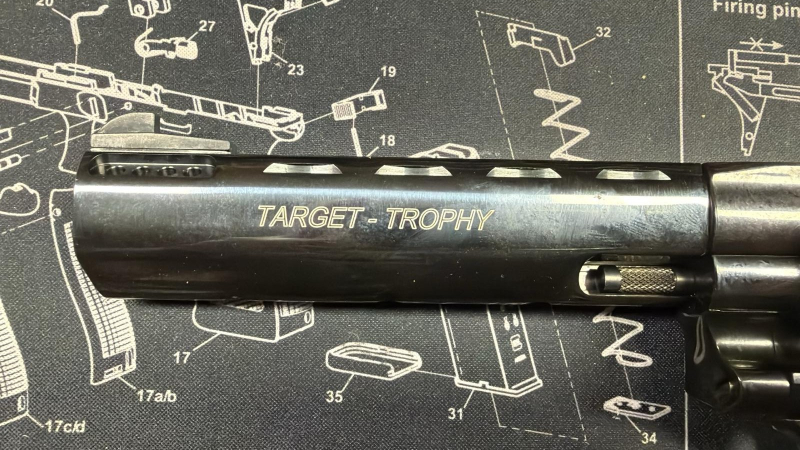 20
27
23
32
Firing pin
19
18
TARGET - TROPHY
17
17a/b
35
31
17c/d
34